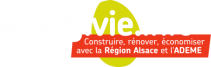 vie
Construire, rénover, économiser
avec la Région Alsace et l'ADEME